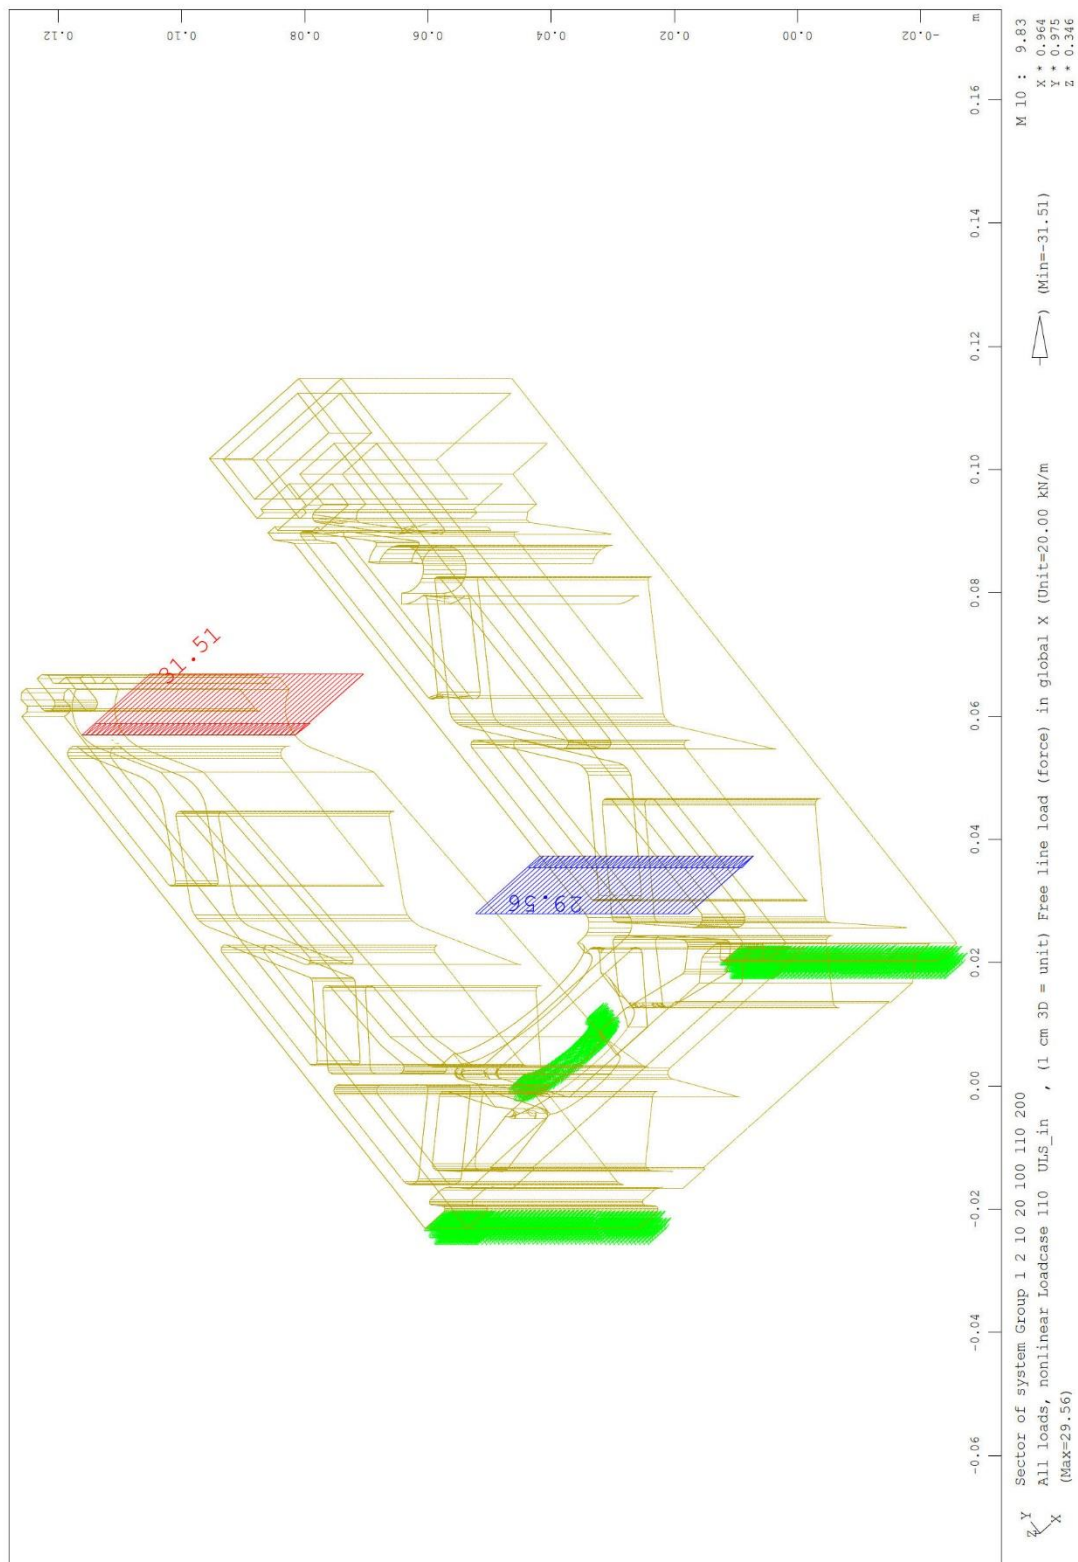 31.51
29.56
0.12
0.10
0.08
0.06
0.04
0.02
0.00
-0.02
m
-0.06
-0.04
-0.02
0.00
0.02
0.04
0.06
0.08
0.10
0.12
0.14
0.16
Z Y
X
Sector of system Group 1 2 10 20 100 110 200
M 10 : 9.83
All loads, nonlinear Loadcase 110 ULS_in , (1 cm 3D = unit) Free line load (force) in global X (Unit=20.00 kN/m ) (Min=-31.51)
X * 0.964
(Max=29.56)
Y * 0.975
Z * 0.346